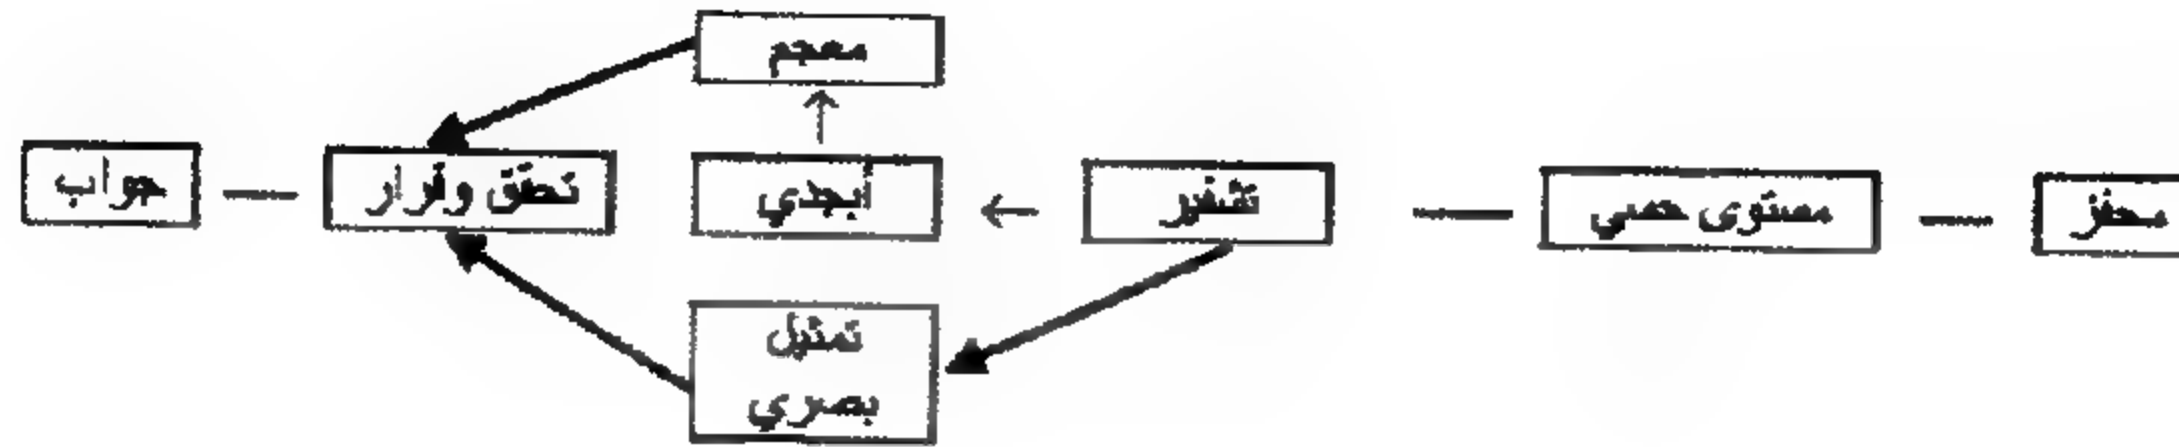 معجم
محفز
مستوى حسي
تشفير
أبجدي
نطق وقرار
جواب
تمثيل
بصري